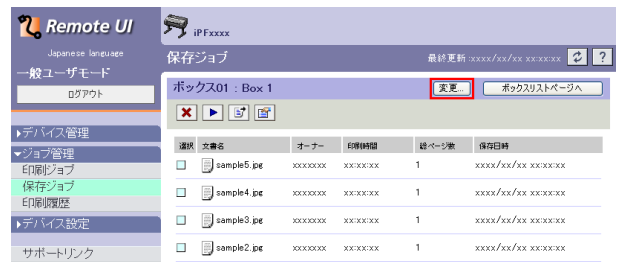 Remote UI
Japanese language
一般ユーザモード
ログアウト
▶デバイス管理
▼ジョブ管理
印刷ジョブ
保存ジョブ
印刷履歴
▶デバイス設定
サポートリンク
iPFxxxx
保存ジョブ
最終更新 :xxxx/xx/xx xx:xx:xx
?
ボックス01 : Box 1
変更...
ボックスリストページへ
選択 文書名 オーナー 印刷時間 総ページ数 保存日時
sample5.jpg xxxxxxx xx:xx:xx 1 xxxx/xx/xx xx:xx:xx
sample4.jpg xxxxxxx xx:xx:xx 1 xxxx/xx/xx xx:xx:xx
sample3.jpg xxxxxxx xx:xx:xx 1 xxxx/xx/xx xx:xx:xx
sample2.jpg xxxxxxx xx:xx:xx 1 xxxx/xx/xx xx:xx:xx